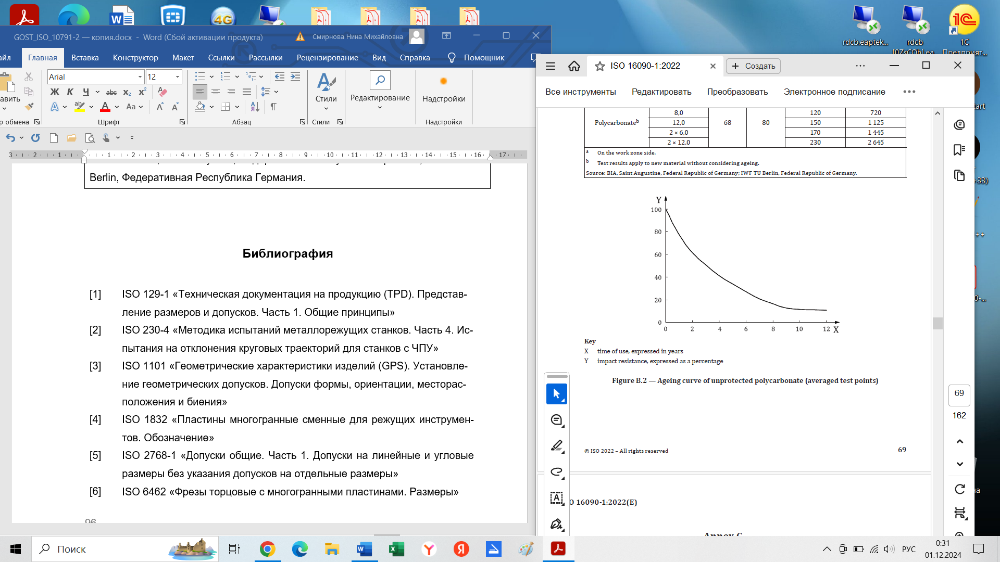 GOST_ISO_10791-2 — копия.docx - Word (Сбой активации продукта)
Смирнова Нина Михайловна
Главная Вставка Конструктор Макет Ссылки Рассылки Рецензирование Вид Справка Помощник
Arial 12
Стили
Редактирование
Надстройки
Шрифт
Абзац
Стили
Надстройки
3 2 1 1 2 3 4 5 6 7 8 9 10 11 12 13 14 15 16 17
Berlin, Федеративная Республика Германия.
Библиография
[1] ISO 129-1 «Техническая документация на продукцию (TPD). Представ-
ление размеров и допусков. Часть 1. Общие принципы»
[2] ISO 230-4 «Методика испытаний металлорежущих станков. Часть 4. Ис-
пытания на отклонения круговых траекторий для станков с ЧПУ»
[3] ISO 1101 «Геометрические характеристики изделий (GPS). Установле-
ние геометрических допусков. Допуски формы, ориентации, месторас-
положения и биения»
[4] ISO 1832 «Пластины многогранные сменные для режущих инструмен-
тов. Обозначение»
[5] ISO 2768-1 «Допуски общие. Часть 1. Допуски на линейные и угловые
размеры без указания допусков на отдельные размеры»
[6] ISO 6462 «Фрезы торцовые с многогранными пластинами. Размеры»
96
rdcb.eaptek...
rdcb
1C
ISO 16090-1:2022
Создать
Все инструменты Редактировать Преобразовать Электронное подписание
8,0 120 720
Polycarbonateb 12,0 68 80 150 1 125
2 × 6,0 170 1 445
2 × 12,0 230 2 645
a On the work zone side.
b Test results apply to new material without considering ageing.
Source: BIA, Saint Augustine, Federal Republic of Germany; IWF TU Berlin, Federal Republic of Germany.
Y
100
80
60
40
20
0
0 2 4 6 8 10 12 X
Key
X time of use, expressed in years
Y impact resistance, expressed as a percentage
Figure B.2 — Ageing curve of unprotected polycarbonate (averaged test points)
© ISO 2022 – All rights reserved 69
O 16090-1:2022(E)
Annex C
69
162
Поиск
РУС
0:31
01.12.2024